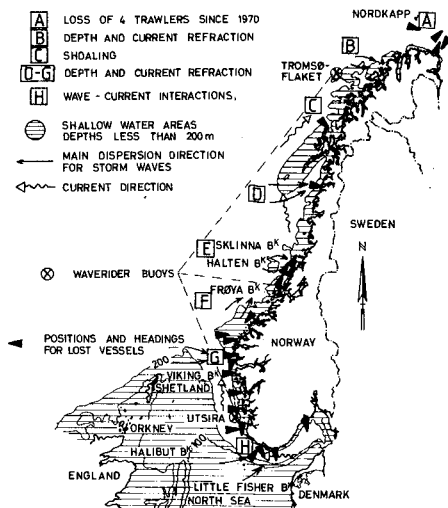 A LOSS OF 4 TRAWLERS SINCE 1970
B DEPTH AND CURRENT REFRACTION
C SHOALING
D-G DEPTH AND CURRENT REFRACTION
H WAVE - CURRENT INTERACTIONS,
SHALLOW WATER AREAS
DEPTHS LESS THAN 200m
MAIN DISPERSION DIRECTION
FOR STORM WAVES
CURRENT DIRECTION
WAVERIDER BUOYS
POSITIONS AND HEADINGS
FOR LOST VESSELS
NORDKAPP
A
B
TROMSØ-
FLAKET
C
D
SWEDEN
N
E
SKLINNA BK
HALTEN BK
FRØYA BK
F
NORWAY
200
G
VIKING BK
SHETLAND
UTSIRA
ORKNEY
100
H
HALIBUT BK
ENGLAND
LITTLE FISHER BK
NORTH SEA
DENMARK